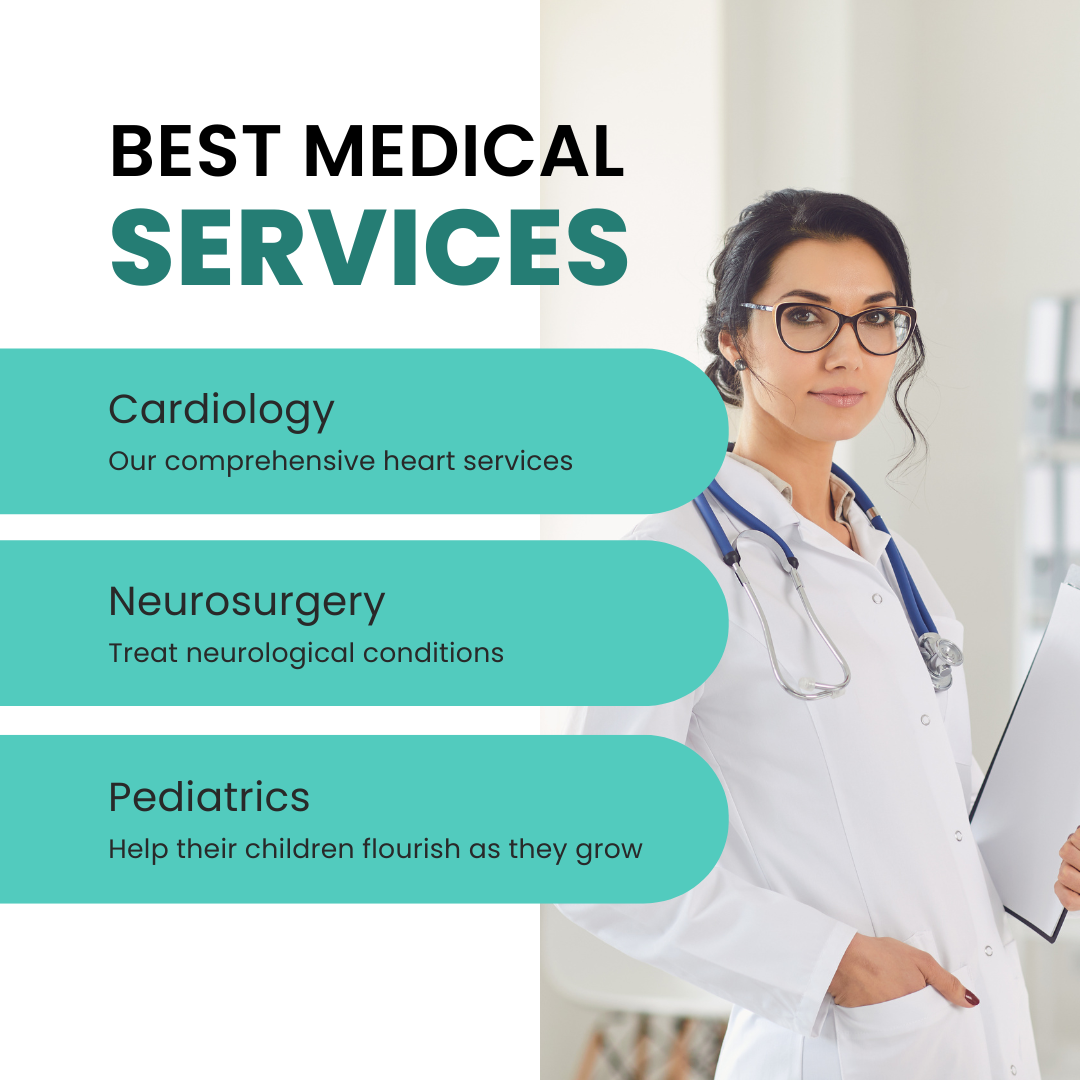 BEST MEDICAL
SERVICES
Cardiology
Our comprehensive heart services
Neurosurgery
Treat neurological conditions
Pediatrics
Help their children flourish as they grow